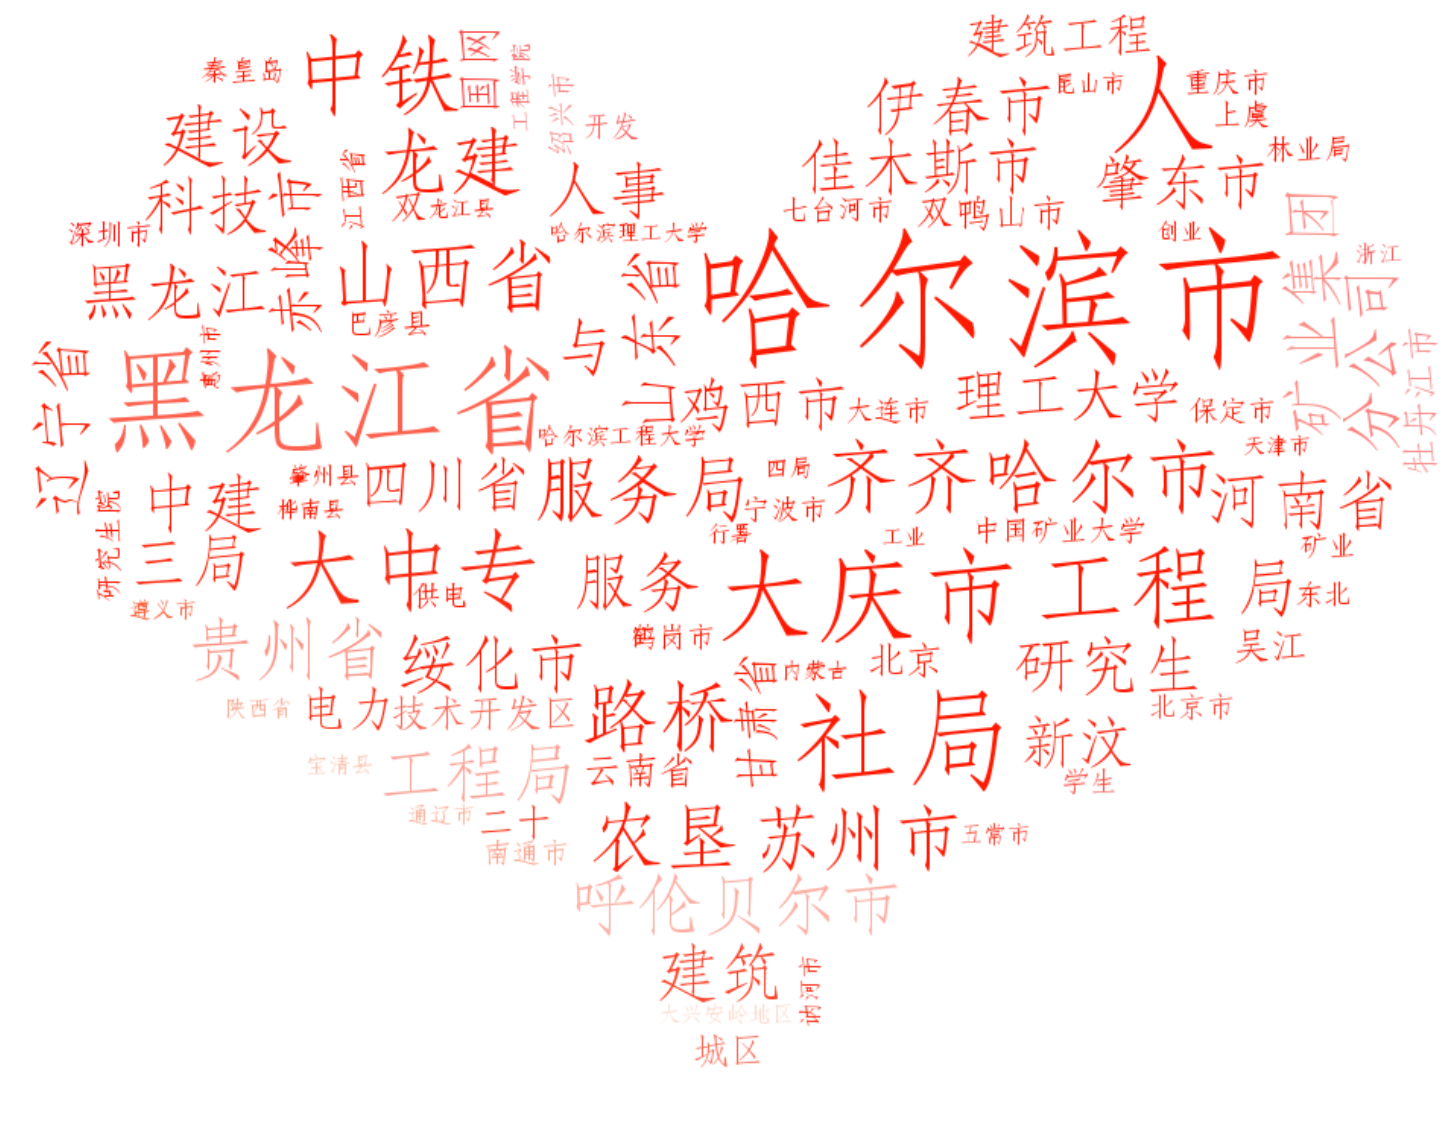 建筑工程
中铁
国网
秦皇岛
工程学院
绍兴市
昆山市
重庆市
人
伊春市
上虞
建设
开发
龙建
江西省
佳木斯市
林业局
肇东市
科技
市
人事
双
龙江县
七台河市
双鸭山市
深圳市
哈尔滨理工大学
创业
集团
浙江
哈尔滨市
黑龙江
赤峰
山西省
山东省
巴彦县
与
惠州市
辽宁省
黑龙江省
矿业
分公司
牡丹江市
鸡西市
大连市
理工大学
保定市
哈尔滨工程大学
天津市
肇州县
四川省
服务局
四局
齐齐哈尔市
河南省
中建
桦南县
宁波市
研究生院
行署
工业
中国矿业大学
矿业
三局
大中专
供电
服务
大庆市
工程
局
东北
遵义市
贵州省
绥化市
鹤岗市
甘肃省
内蒙古
北京
研究生
吴江
陕西省
电力
技术开发区
路桥
社局
北京市
新汶
宝清县
工程局
云南省
学生
通辽市
二十
南通市
农垦
苏州市
五常市
呼伦贝尔市
建筑
讷河市
大兴安岭地区
城区